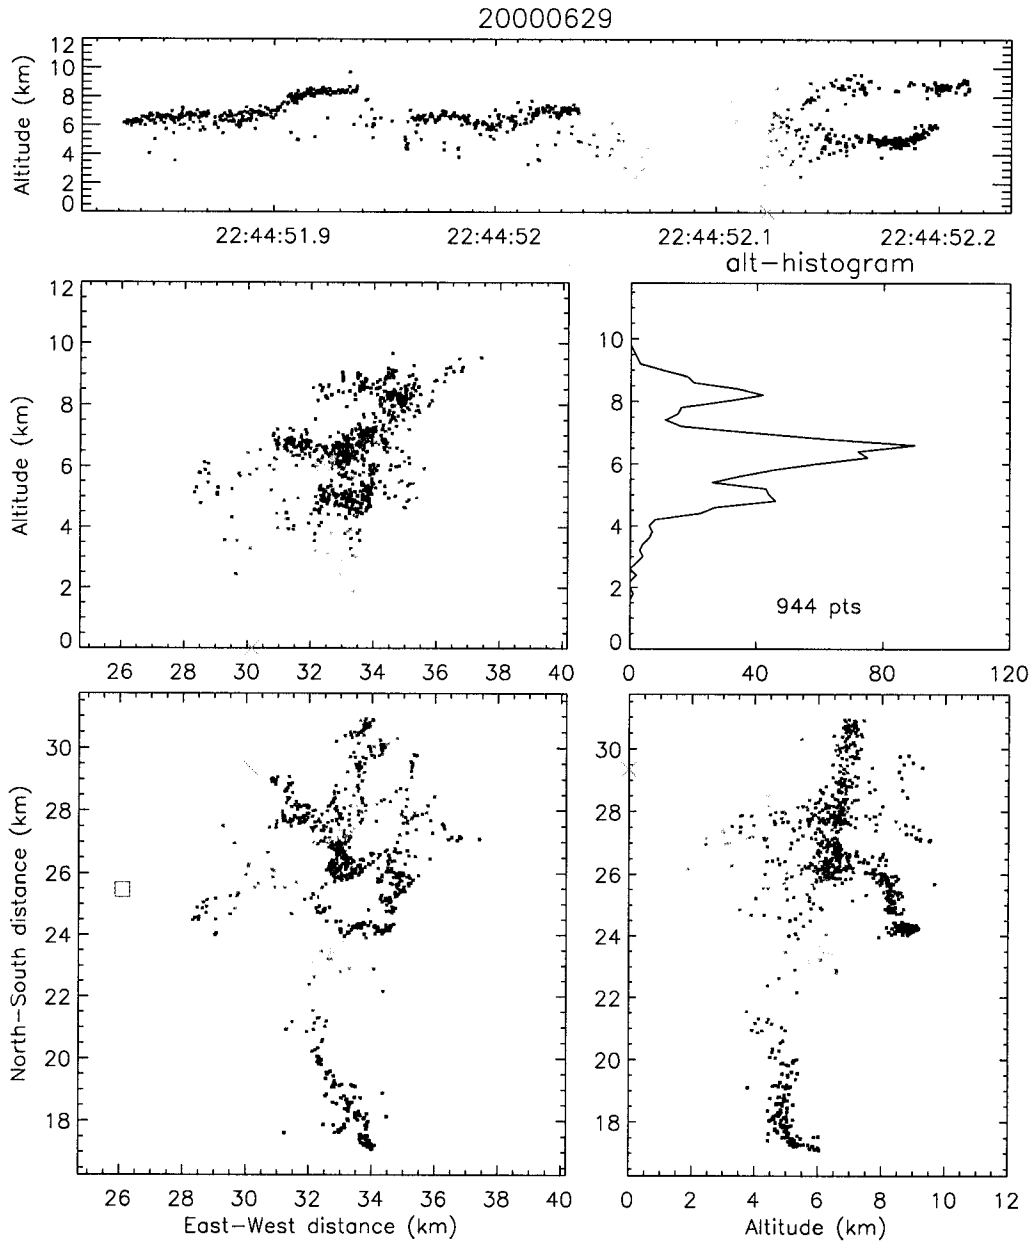 20000629
12
10
8
6
4
2
0
Altitude (km)
22:44:51.9 22:44:52 22:44:52.1 22:44:52.2
alt-histogram
12
10
8
6
4
2
0
Altitude (km)
26 28 30 32 34 36 38 40
10
8
6
4
2
0
944 pts
0 40 80 120
30
28
26
24
22
20
18
North-South distance (km)
26 28 30 32 34 36 38 40
East-West distance (km)
30
28
26
24
22
20
18
0 2 4 6 8 10 12
Altitude (km)